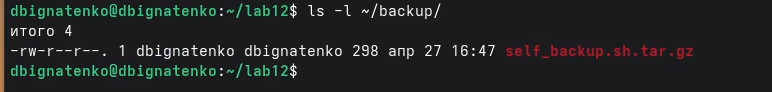 dbignatenko@dbignatenko:~/lab12$ ls -l ~/backup/
итого 4
-rw-r--r--. 1 dbignatenko dbignatenko 298 апр 27 16:47 self_backup.sh.tar.gz
dbignatenko@dbignatenko:~/lab12$